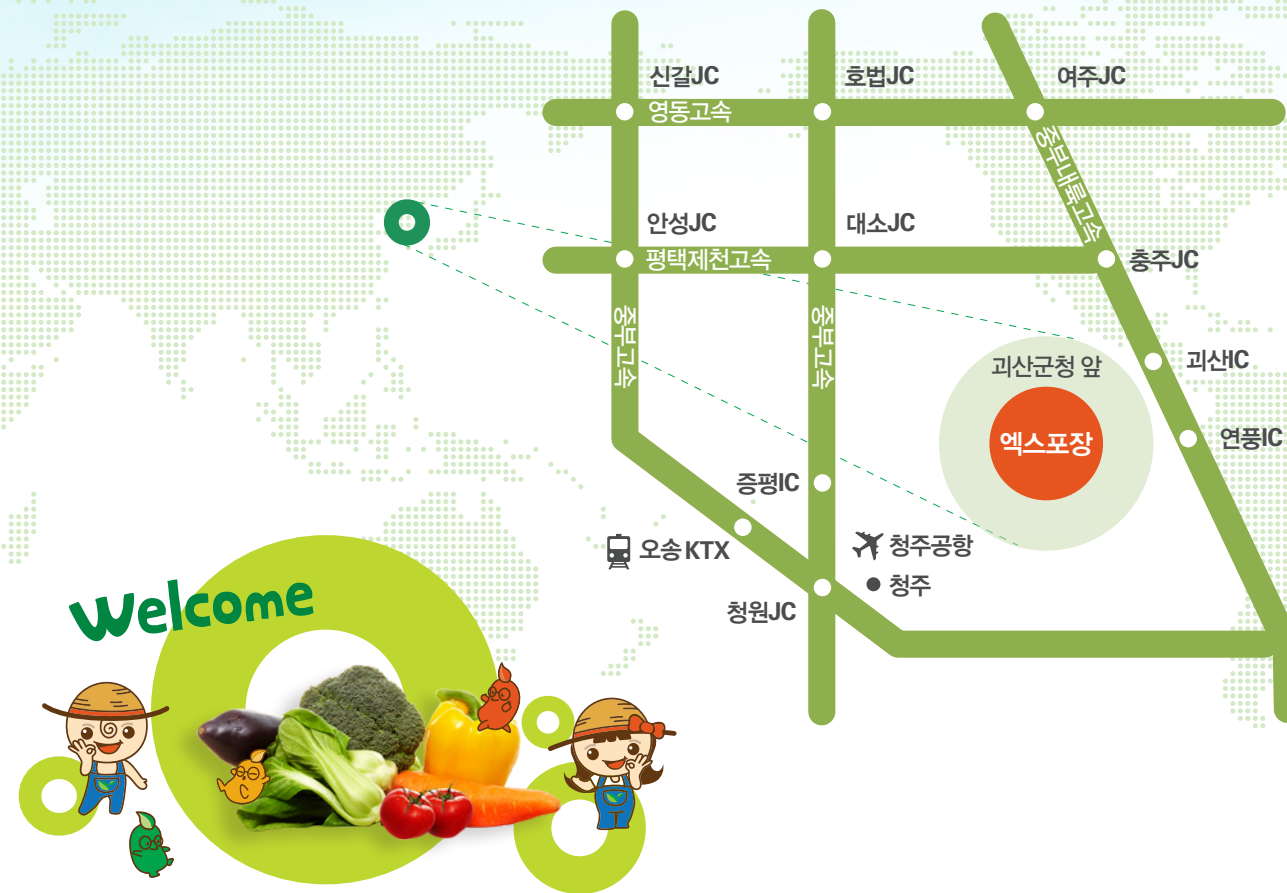 신갈JC
호법JC
여주JC
영동고속
중부내륙고속
안성JC
대소JC
평택제천고속
충주JC
중부고속
중부고속
괴산군청 앞
괴산IC
엑스포장
연풍IC
증평IC
오송 KTX
청주공항
청주
청원JC
Welcome